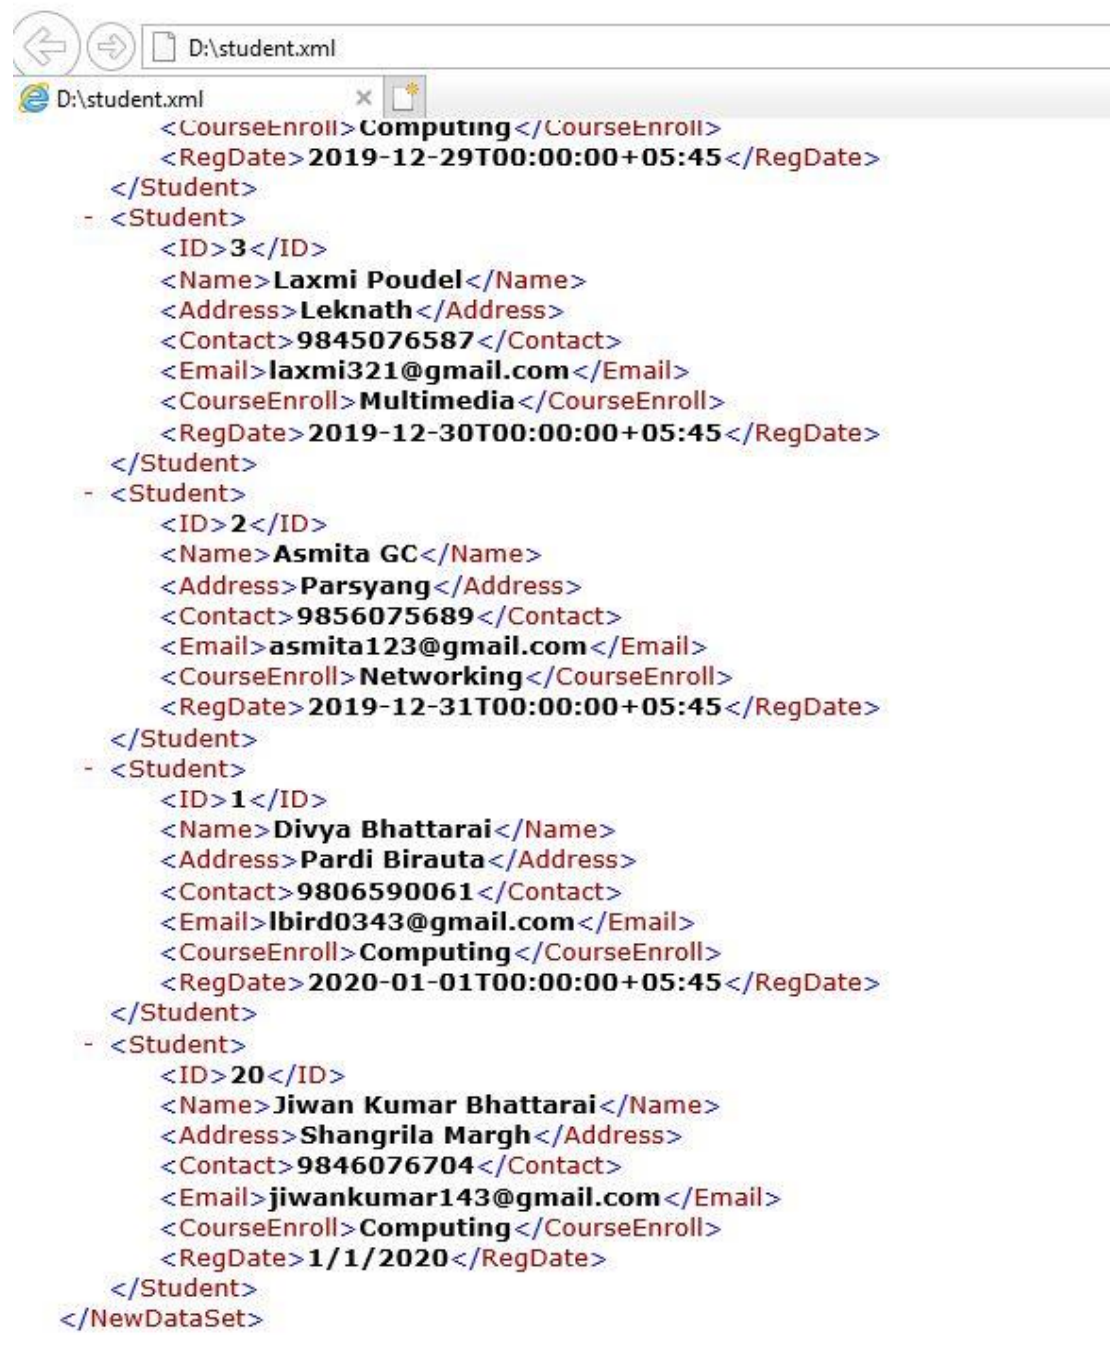 D:\student.xml
D:\student.xml
<CourseEnroll>Computing</CourseEnroll>
<RegDate>2019-12-29T00:00:00+05:45</RegDate>
</Student>
- <Student>
<ID>3</ID>
<Name>Laxmi Poudel</Name>
<Address>Leknath</Address>
<Contact>9845076587</Contact>
<Email>laxmi321@gmail.com</Email>
<CourseEnroll>Multimedia</CourseEnroll>
<RegDate>2019-12-30T00:00:00+05:45</RegDate>
</Student>
- <Student>
<ID>2</ID>
<Name>Asmita GC</Name>
<Address>Parsyang</Address>
<Contact>9856075689</Contact>
<Email>asmita123@gmail.com</Email>
<CourseEnroll>Networking</CourseEnroll>
<RegDate>2019-12-31T00:00:00+05:45</RegDate>
</Student>
- <Student>
<ID>1</ID>
<Name>Divya Bhattarai</Name>
<Address>Pardi Birauta</Address>
<Contact>9806590061</Contact>
<Email>lbird0343@gmail.com</Email>
<CourseEnroll>Computing</CourseEnroll>
<RegDate>2020-01-01T00:00:00+05:45</RegDate>
</Student>
- <Student>
<ID>20</ID>
<Name>Jiwan Kumar Bhattarai</Name>
<Address>Shangrila Margh</Address>
<Contact>9846076704</Contact>
<Email>jiwankumar143@gmail.com</Email>
<CourseEnroll>Computing</CourseEnroll>
<RegDate>1/1/2020</RegDate>
</Student>
</NewDataSet>